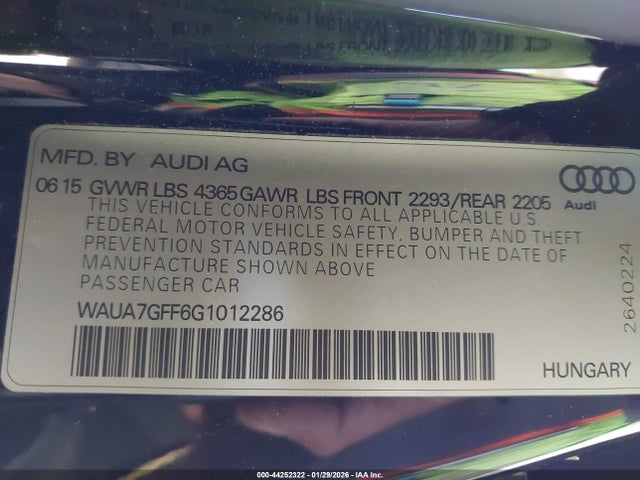 MFD. BY AUDI AG
06 15 GVWR LBS 4365 GAWR LBS FRONT 2293/REAR 2205
Audi
THIS VEHICLE CONFORMS TO ALL APPLICABLE U.S.
FEDERAL MOTOR VEHICLE SAFETY, BUMPER AND THEFT
PREVENTION STANDARDS IN EFFECT ON THE DATE OF
MANUFACTURE SHOWN ABOVE
PASSENGER CAR
WAUA7GFF6G1012286
2640224
HUNGARY
000-44252322 | 01/29/2026 | IAA Inc.